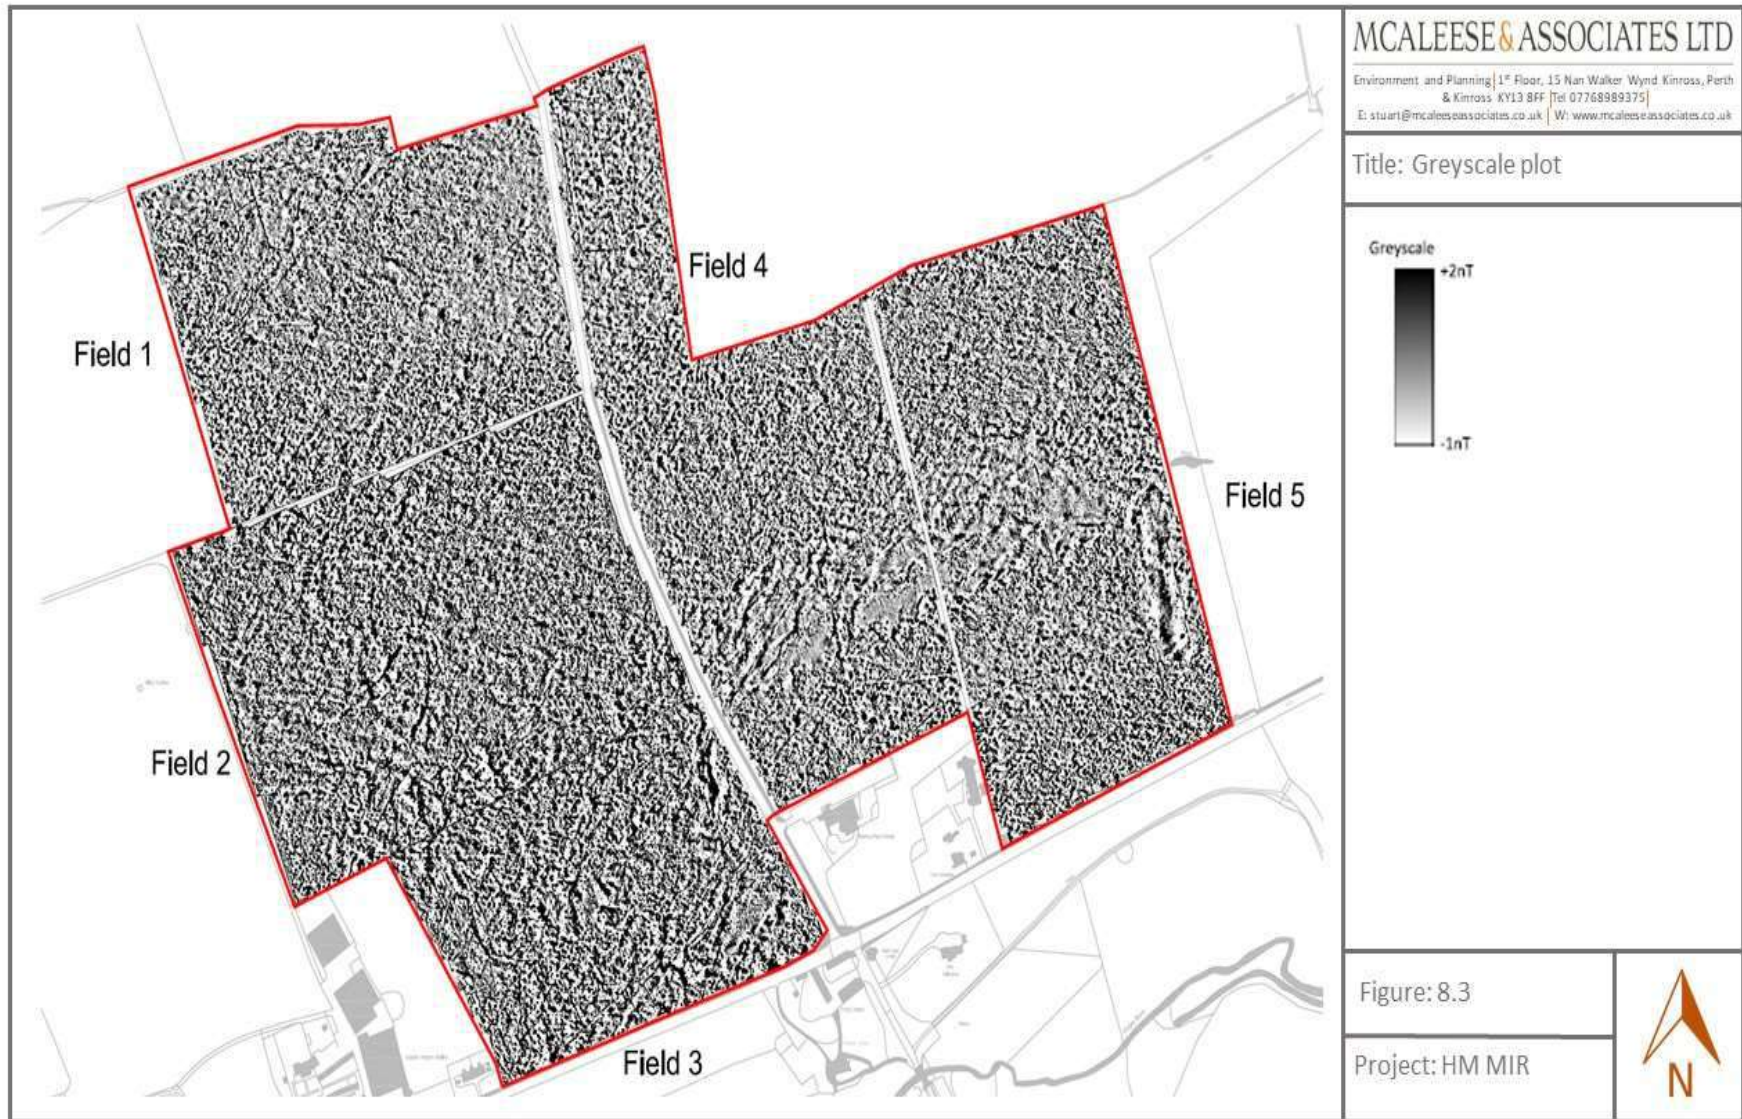 MCALEESE & ASSOCIATES LTD
Environment and Planning | 1st Floor, 15 Nan Walker Wynd Kinross, Perth
& Kinross KY13 8FF | Tel 07768989375 |
E: stuart@mcaleeseassociates.co.uk | W: www.mcaleeseassociates.co.uk
Title: Greyscale plot
Greyscale
+2nT
-1nT
Field 4
Field 1
Field 5
Field 2
Field 3
Figure: 8.3
Project: HM MIR
N